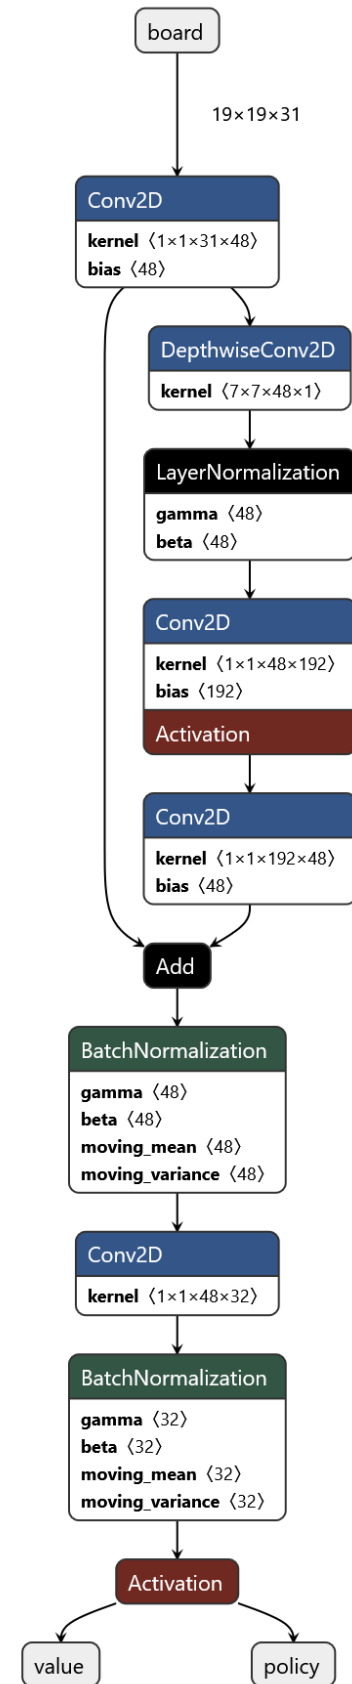 board
19×19×31
Conv2D
kernel 〈1×1×31×48〉
bias 〈48〉
DepthwiseConv2D
kernel 〈7×7×48×1〉
LayerNormalization
gamma 〈48〉
beta 〈48〉
Conv2D
kernel 〈1×1×48×192〉
bias 〈192〉
Activation
Conv2D
kernel 〈1×1×192×48〉
bias 〈48〉
Add
BatchNormalization
gamma 〈48〉
beta 〈48〉
moving_mean 〈48〉
moving_variance 〈48〉
Conv2D
kernel 〈1×1×48×32〉
BatchNormalization
gamma 〈32〉
beta 〈32〉
moving_mean 〈32〉
moving_variance 〈32〉
Activation
value
policy